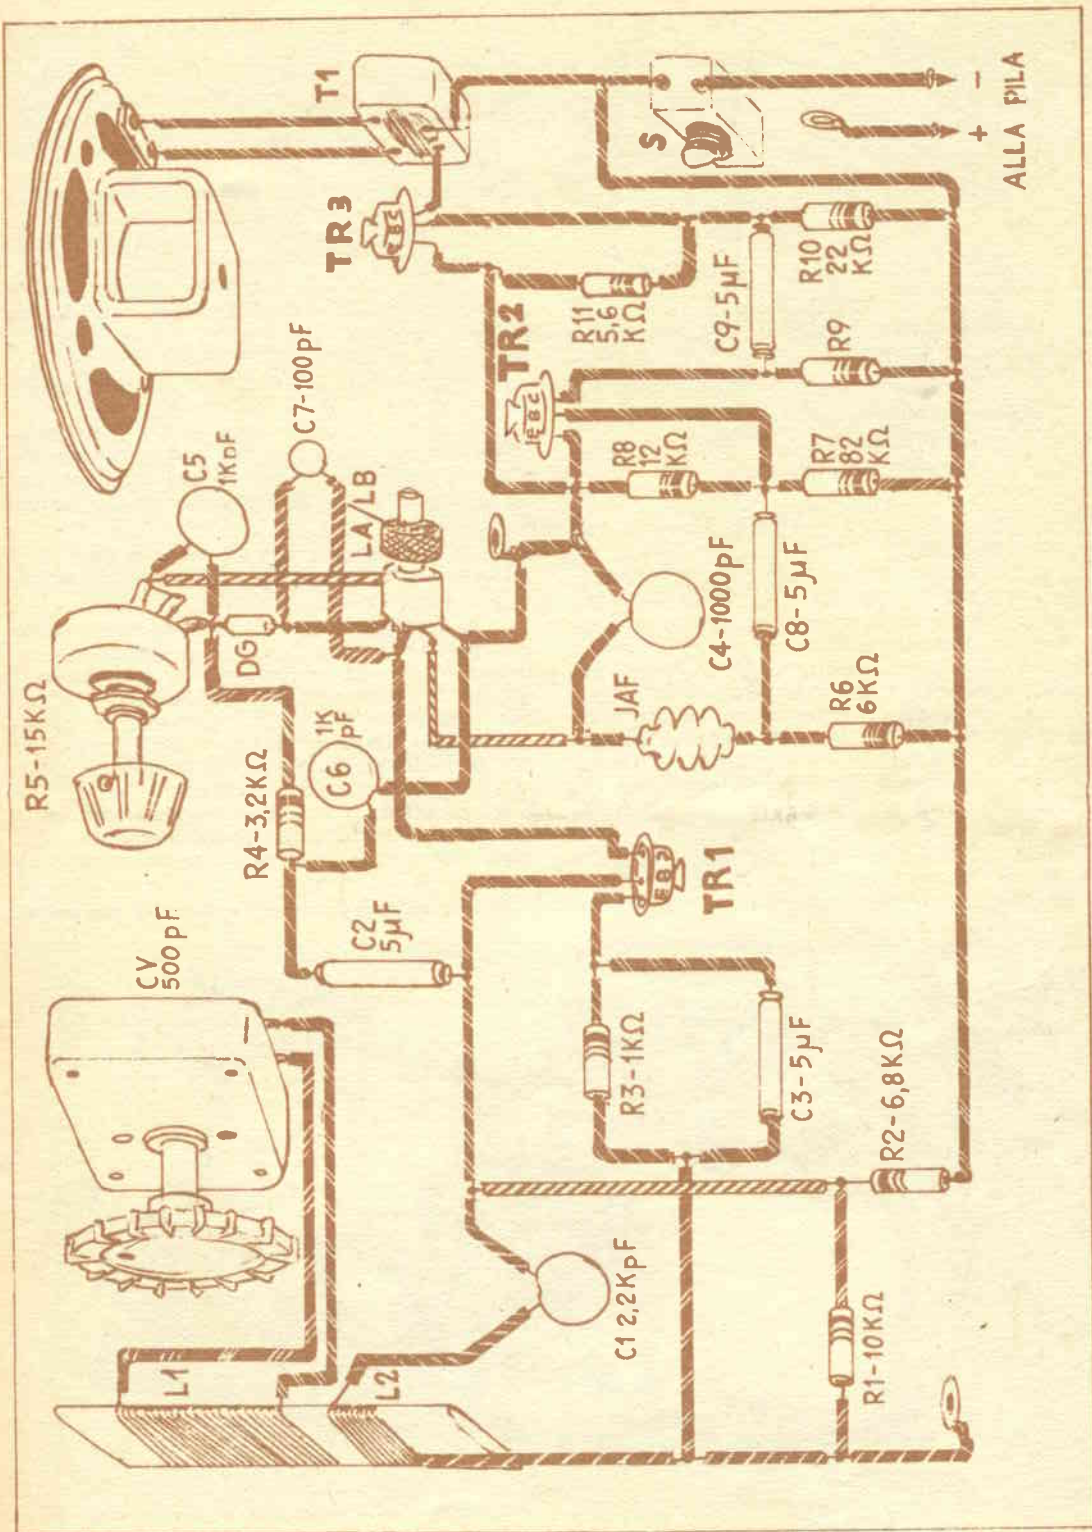 R5-15KΩ
CV
500pF
L1
L2
C5
1KpF
DG
C7-100pF
LA/LB
R4-3,2KΩ
C6
1K
pF
C2
5µF
T1
TR3
E B C
TR2
E B C
R11
5,6
KΩ
S
C9-5µF
R10
22
KΩ
R9
R8
12
KΩ
R7
82
KΩ
C4-1000pF
C8-5µF
JAF
R6
6KΩ
TR1
E B
R3-1KΩ
C3-5µF
R2-6,8KΩ
C1 2,2KpF
R1-10KΩ
+
-
ALLA PILA